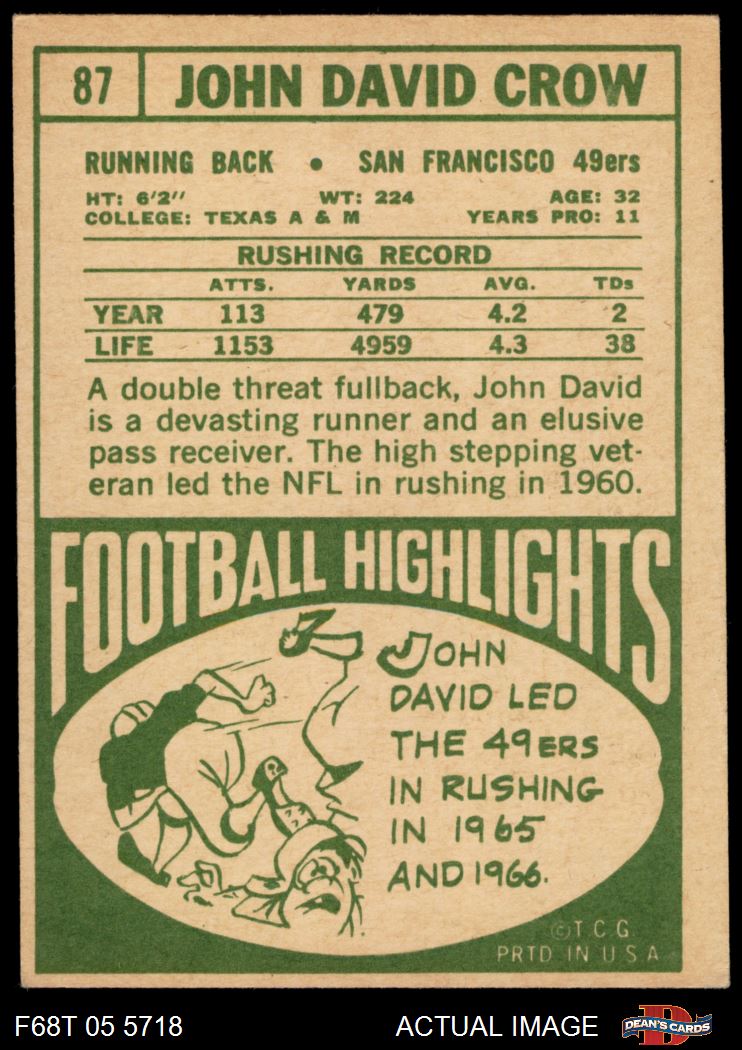 87 JOHN DAVID CROW
RUNNING BACK • SAN FRANCISCO 49ers
HT: 6'2" WT: 224 AGE: 32
COLLEGE: TEXAS A & M YEARS PRO: 11
RUSHING RECORD
ATTS. YARDS AVG. TDs
YEAR 113 479 4.2 2
LIFE 1153 4959 4.3 38
A double threat fullback, John David
is a devasting runner and an elusive
pass receiver. The high stepping vet-
eran led the NFL in rushing in 1960.
FOOTBALL HIGHLIGHTS
JOHN
DAVID LED
THE 49ERS
IN RUSHING
IN 1965
AND 1966.
©T.C.G.
PRTD IN U S A
F68T 05 5718 ACTUAL IMAGE D DEAN'S CARDS